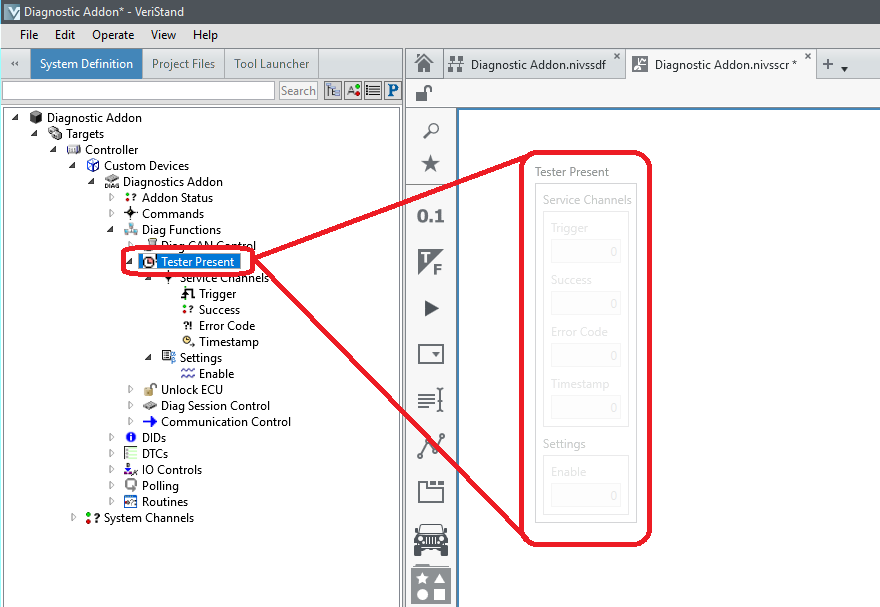 Diagnostic Addon* - VeriStand
File Edit Operate View Help
System Definition Project Files Tool Launcher
Diagnostic Addon.nivssdf × Diagnostic Addon.nivsscr * × +
Search P
Diagnostic Addon
Targets
Controller
Custom Devices
DIAG Diagnostics Addon
Addon Status
Commands
Diag Functions
Diag CAN Control
Tester Present
Service Channels
Trigger
Success
Error Code
Timestamp
Settings
Enable
Unlock ECU
Diag Session Control
Communication Control
DIDs
DTCs
IO Controls
Polling
Routines
System Channels
0.1
T/F
Tester Present
Service Channels
Trigger
0
Success
0
Error Code
0
Timestamp
0
Settings
Enable
0